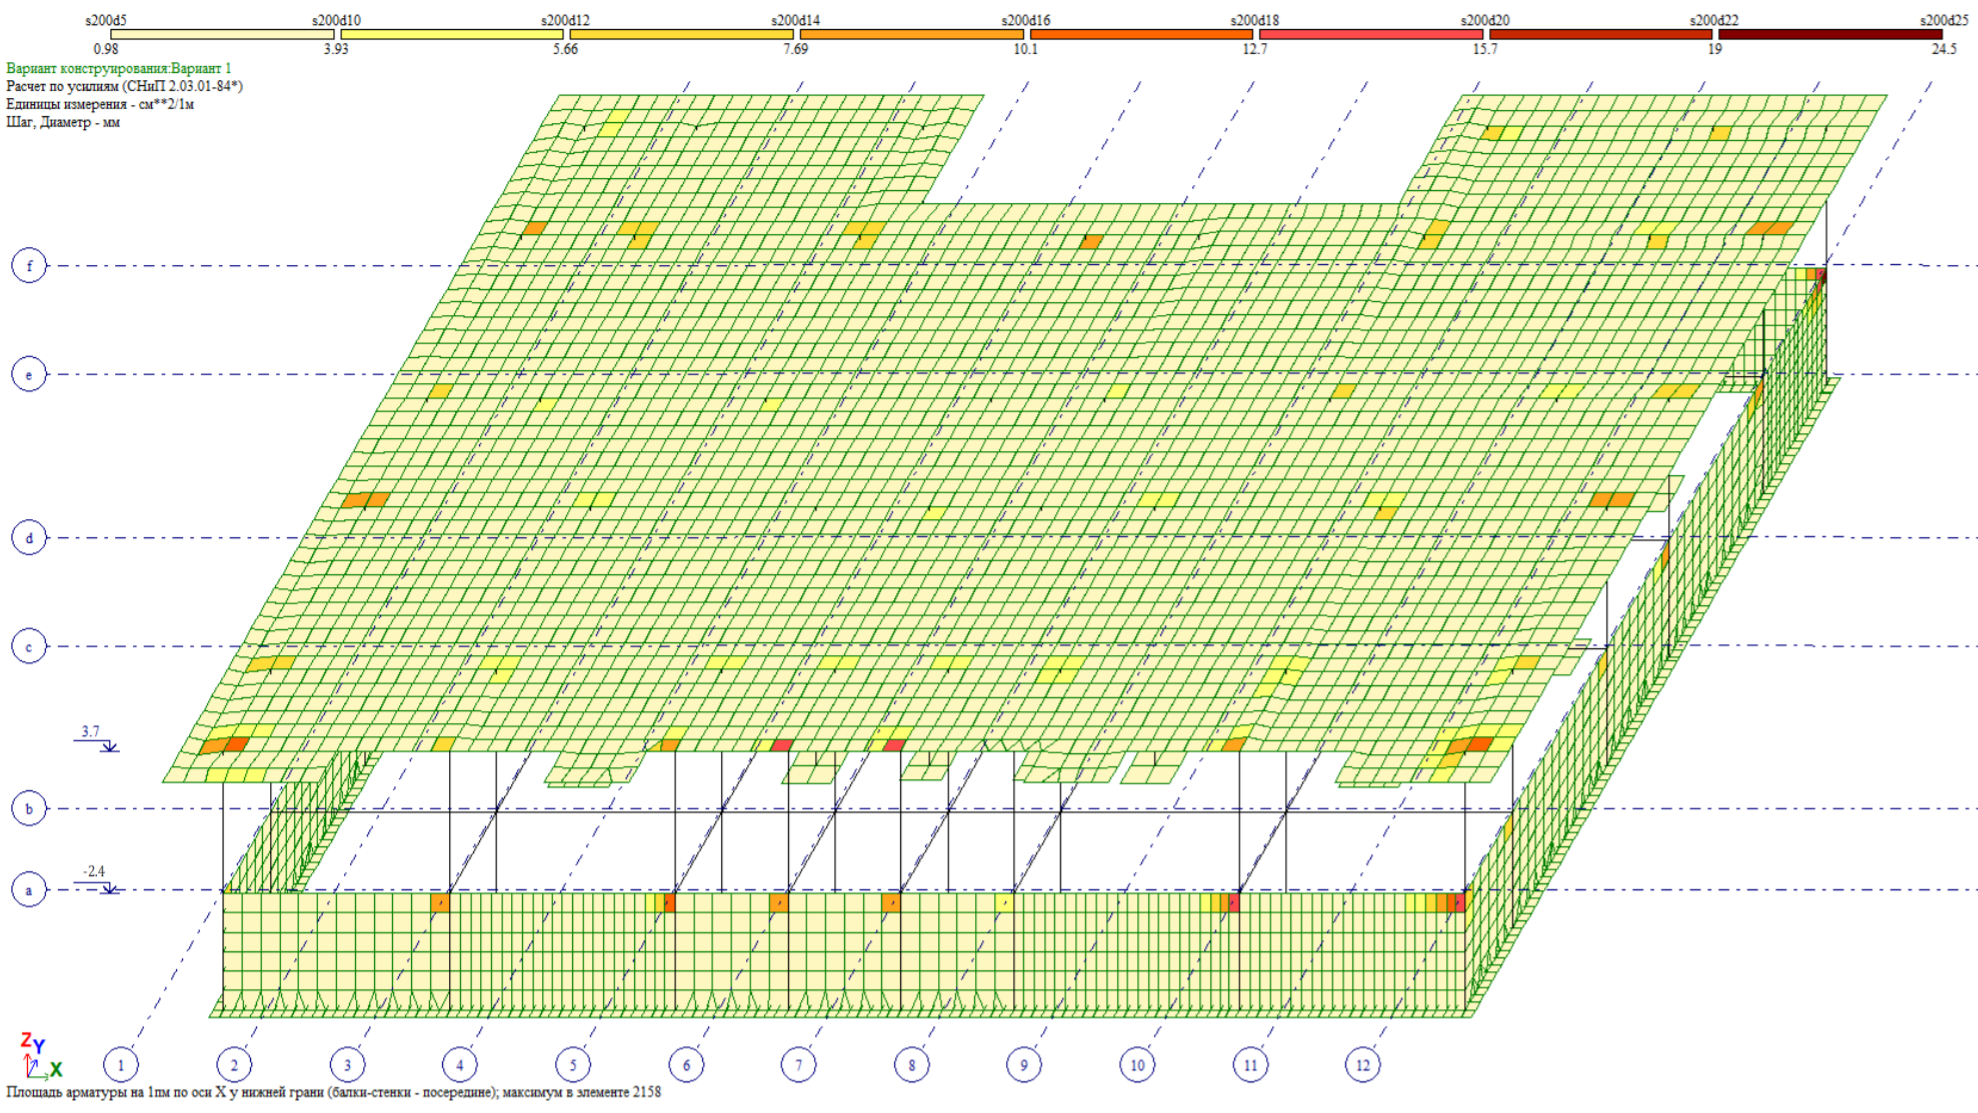 s200d5 s200d10 s200d12 s200d14 s200d16 s200d18 s200d20 s200d22 s200d25
0.98 3.93 5.66 7.69 10.1 12.7 15.7 19 24.5
Вариант конструирования:Вариант 1
Расчет по усилиям (СНиП 2.03.01-84*)
Единицы измерения - см**2/1м
Шаг, Диаметр - мм
f
e
d
c
3.7
b
-2.4
a
Z Y X
1 2 3 4 5 6 7 8 9 10 11 12
Площадь арматуры на 1пм по оси X у нижней грани (балки-стенки - посередине); максимум в элементе 2158